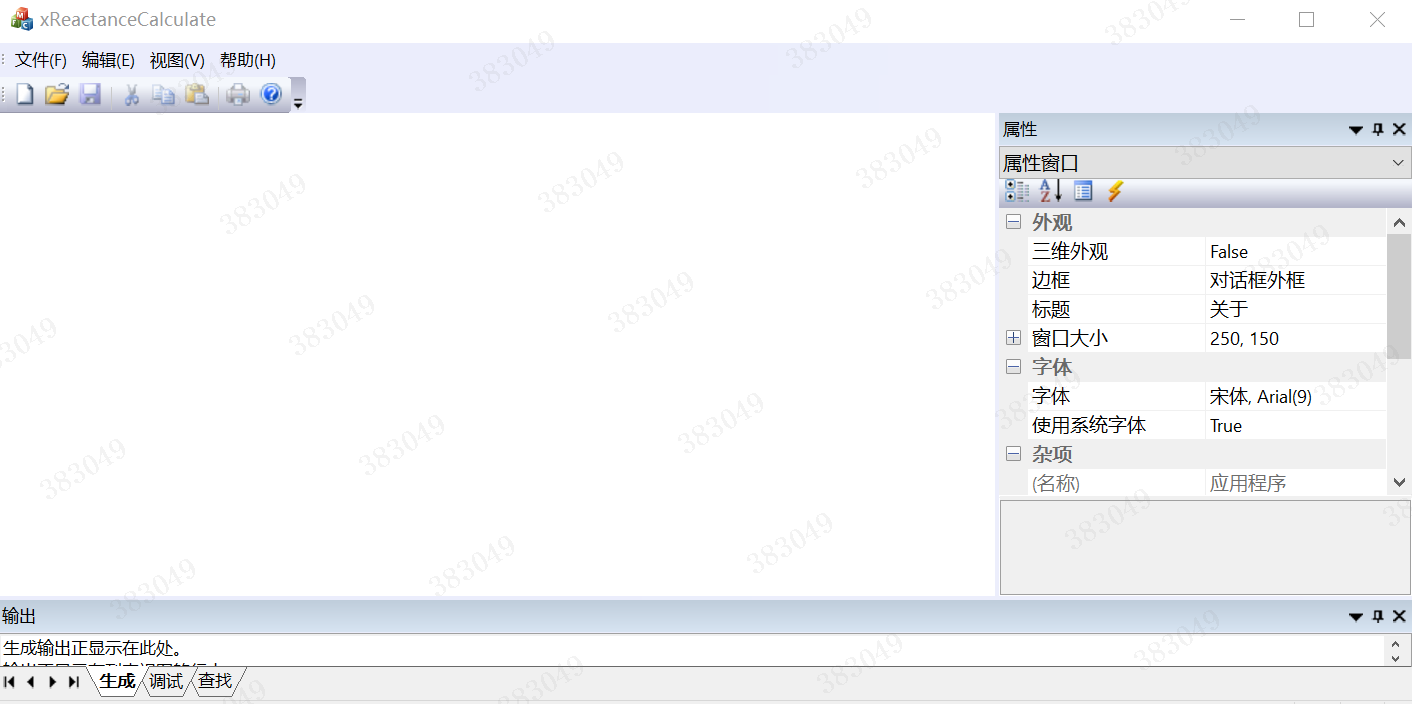 xReactanceCalculate
文件(F) 编辑(E) 视图(V) 帮助(H)
属性
属性窗口
外观
三维外观 False
边框 对话框外框
标题 关于
窗口大小 250, 150
字体
字体 宋体, Arial(9)
使用系统字体 True
杂项
(名称) 应用程序
输出
生成输出正显示在此处。
生成 调试 查找
383049